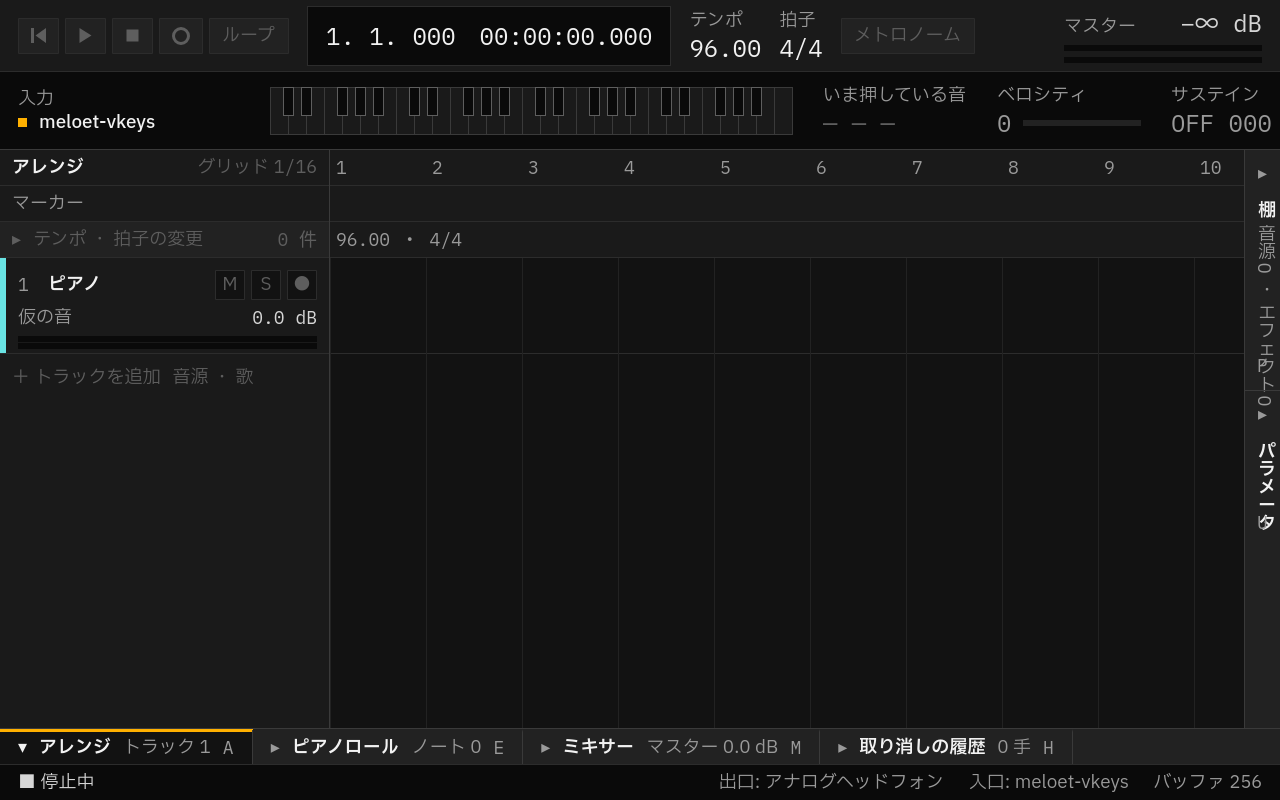 ループ 1. 1. 000 00:00:00.000 テンポ 96.00 拍子 4/4 メトロノーム マスター −∞ dB
入力
meloet-vkeys
いま押している音
— — —
ベロシティ
0
サステイン
OFF 000
アレンジ グリッド 1/16 1 2 3 4 5 6 7 8 9 10
マーカー
▶ テンポ · 拍子の変更 0 件 96.00 · 4/4
1 ピアノ M S ●
仮の音 0.0 dB
＋ トラックを追加 音源 · 歌
▶ 棚 音源 0 · エフェクト 0 P
▶ パラメータ U
▼ アレンジ トラック 1 A ▶ ピアノロール ノート 0 E ▶ ミキサー マスター 0.0 dB M ▶ 取り消しの履歴 0 手 H
■ 停止中 出口: アナログヘッドフォン 入口: meloet-vkeys バッファ 256